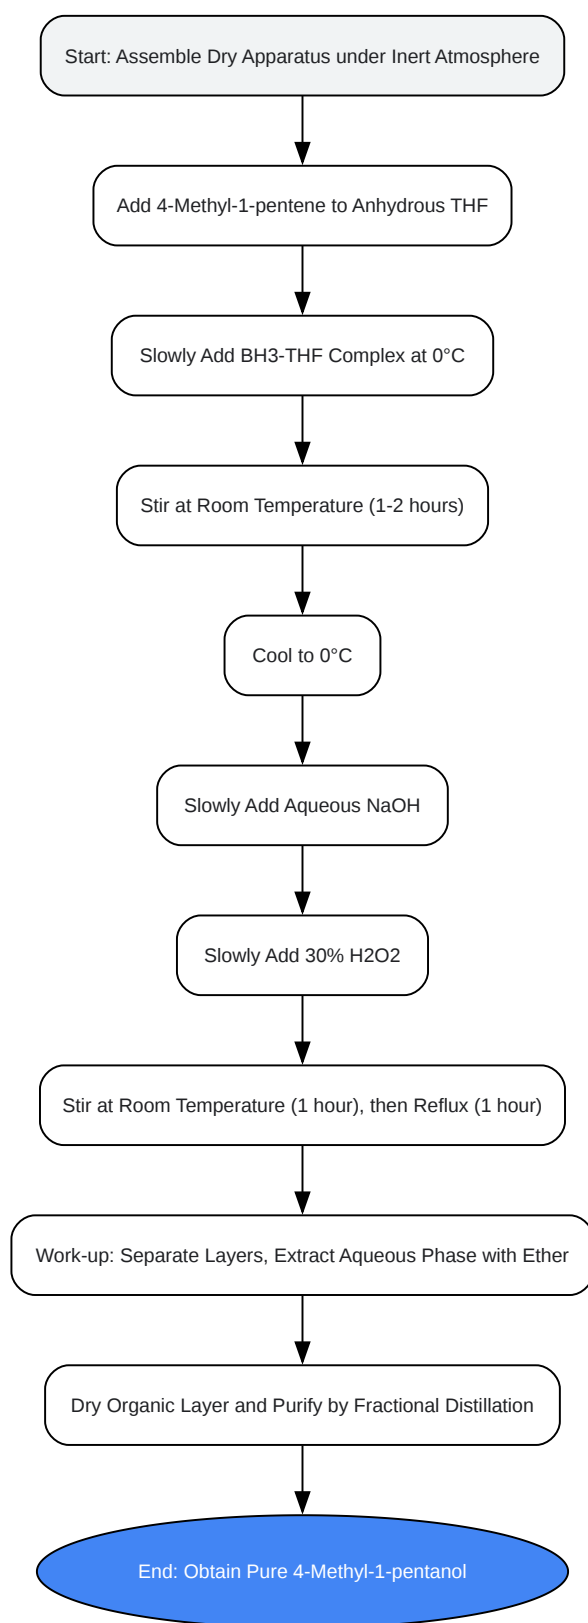 Start: Assemble Dry Apparatus under Inert Atmosphere
Add 4-Methyl-1-pentene to Anhydrous THF
Slowly Add BH3-THF Complex at 0°C
Stir at Room Temperature (1-2 hours)
Cool to 0°C
Slowly Add Aqueous NaOH
Slowly Add 30% H2O2
Stir at Room Temperature (1 hour), then Reflux (1 hour)
Work-up: Separate Layers, Extract Aqueous Phase with Ether
Dry Organic Layer and Purify by Fractional Distillation
End: Obtain Pure 4-Methyl-1-pentanol